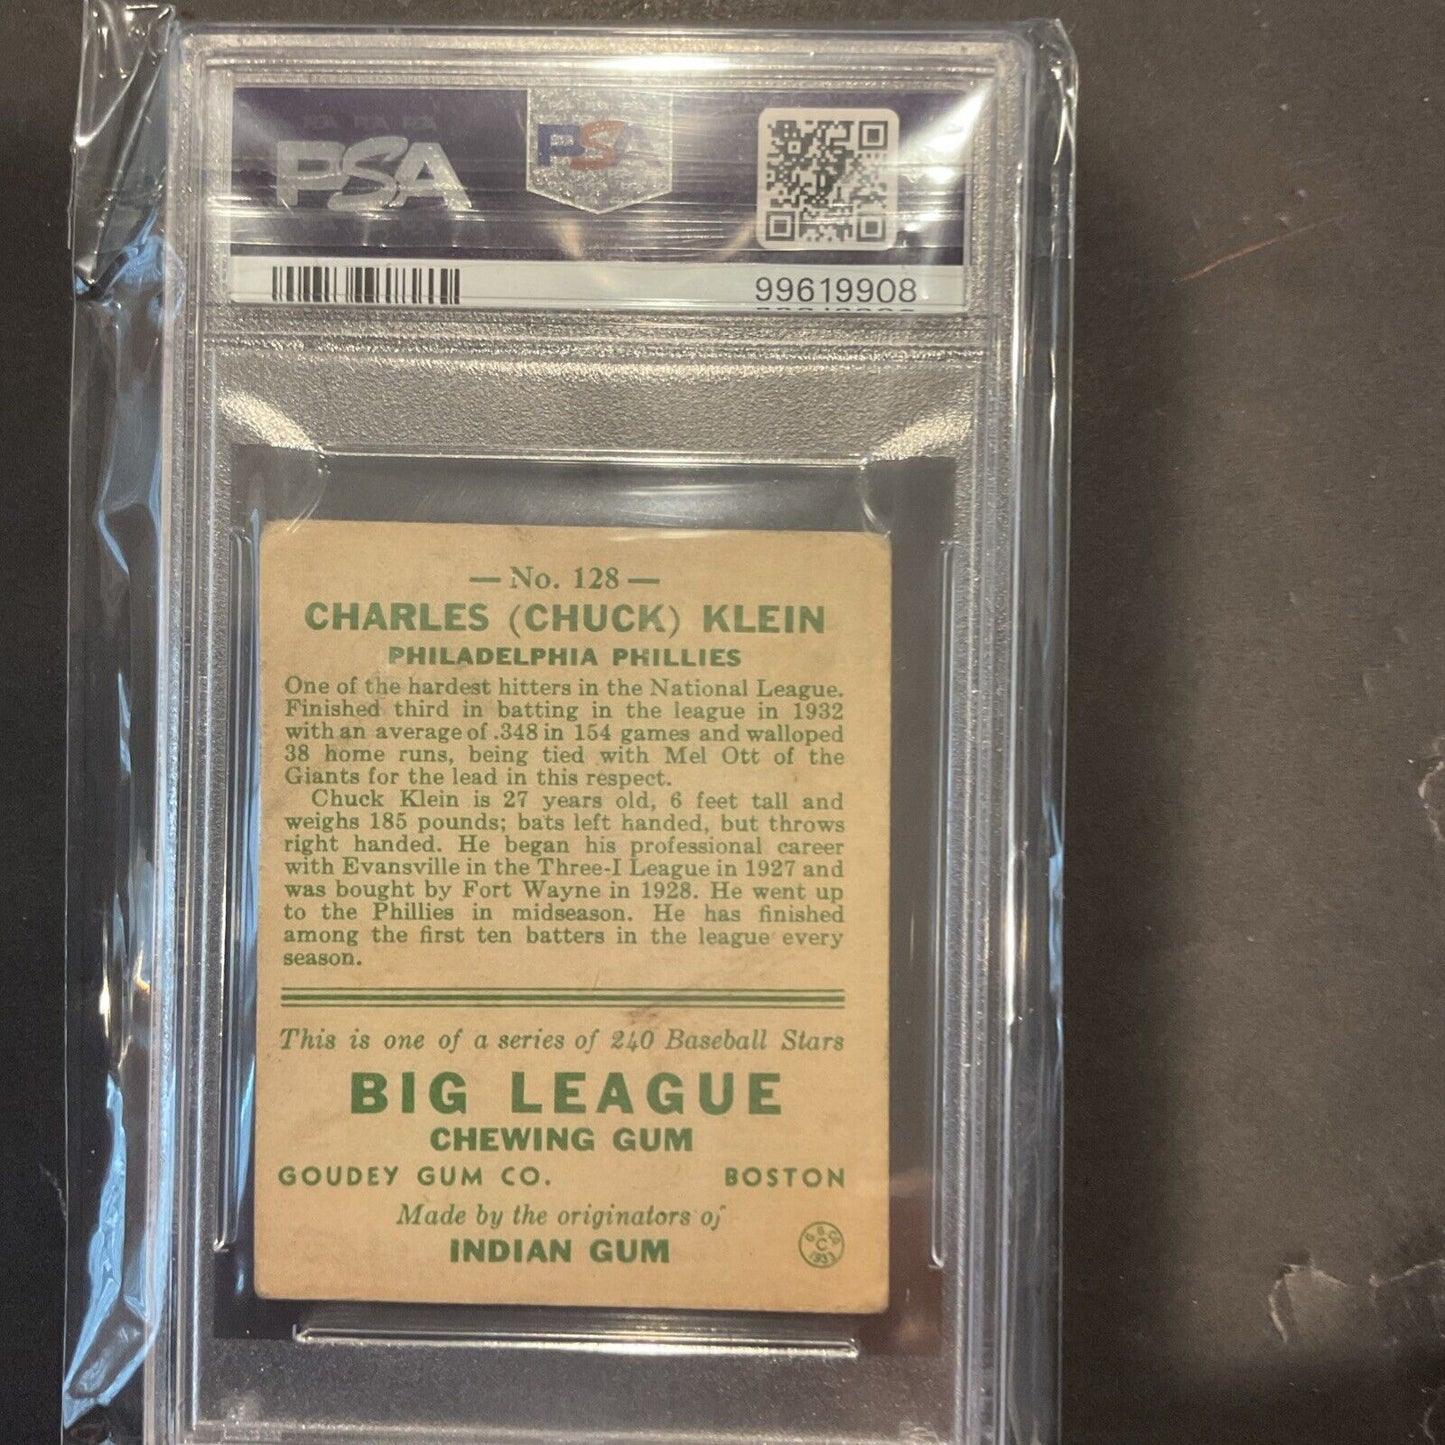 PSA
PSA
99619908
— No. 128 —
CHARLES (CHUCK) KLEIN
PHILADELPHIA PHILLIES
One of the hardest hitters in the National League.
Finished third in batting in the league in 1932
with an average of .348 in 154 games and walloped
38 home runs, being tied with Mel Ott of the
Giants for the lead in this respect.
Chuck Klein is 27 years old, 6 feet tall and
weighs 185 pounds; bats left handed, but throws
right handed. He began his professional career
with Evansville in the Three-I League in 1927 and
was bought by Fort Wayne in 1928. He went up
to the Phillies in midseason. He has finished
among the first ten batters in the league every
season.
This is one of a series of 240 Baseball Stars
BIG LEAGUE
CHEWING GUM
GOUDEY GUM CO. BOSTON
Made by the originators of
INDIAN GUM
G.G.CO.
C
1933